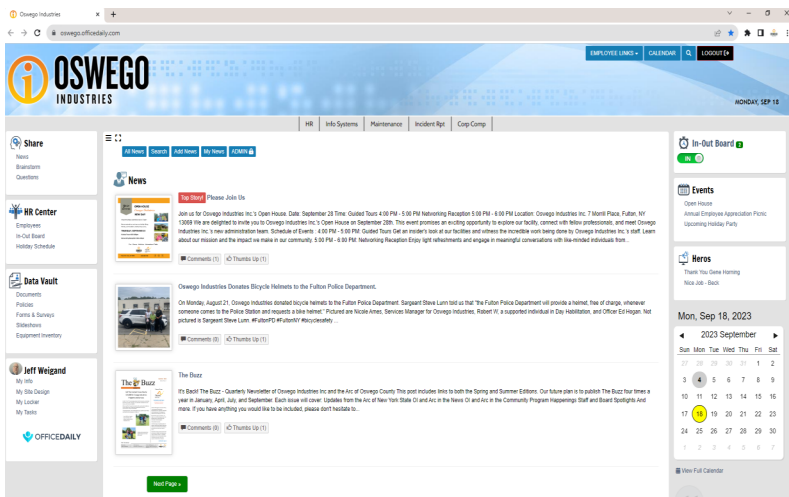 Oswego Industries
oswego.officedaily.com
EMPLOYEE LINKS
CALENDAR
LOGOUT
OSWEGO
INDUSTRIES
MONDAY, SEP 18
HR
Info Systems
Maintenance
Incident Rpt
Corp Comp
Share
News
Brainstorm
Questions
HR Center
Employees
In-Out Board
Holiday Schedule
Data Vault
Documents
Policies
Forms & Surveys
Slideshows
Equipment Inventory
Jeff Weigand
My Info
My Site Design
My Locker
My Tasks
OFFICEDAILY
All News
Search
Add News
My News
ADMIN
News
Top Story! Please Join Us
Join us for Oswego Industries Inc.'s Open House. Date: September 28 Time: Guided Tours 4:00 PM - 5:00 PM Networking Reception 5:00 PM - 6:00 PM Location: Oswego Industries Inc. 7 Morrill Place, Fulton, NY
13069 We are delighted to invite you to Oswego Industries Inc.'s Open House on September 28th. This event promises an exciting opportunity to explore our facility, connect with fellow professionals, and meet Oswego
Industries Inc.'s new administration team. Schedule of Events : 4:00 PM - 5:00 PM: Guided Tours Get an insider's look at our facilities and witness the incredible work being done by Oswego Industries Inc.'s staff. Learn
about our mission and the impact we make in our community. 5:00 PM - 6:00 PM: Networking Reception Enjoy light refreshments and engage in meaningful conversations with like-minded individuals from...
Comments (1)
Thumbs Up (1)
Oswego Industries Donates Bicycle Helmets to the Fulton Police Department.
On Monday, August 21, Oswego Industries donated bicycle helmets to the Fulton Police Department. Sergeant Steve Lunn told us that "the Fulton Police Department will provide a helmet, free of charge, whenever
someone comes to the Police Station and requests a bike helmet." Pictured are Nicole Ames, Services Manager for Oswego Industries, Robert W, a supported individual in Day Habilitation, and Officer Ed Hogan. Not
pictured is Sargeant Steve Lunn. #FultonPD #FultonNY #bicyclesafety ...
Comments (0)
Thumbs Up (1)
The Buzz
The Buzz
It's Back! The Buzz - Quarterly Newsletter of Oswego Industries Inc and the Arc of Oswego County This post includes links to both the Spring and Summer Editions. Our future plan is to publish The Buzz four times a
year in January, April, July, and September. Each issue will cover: Updates from the Arc of New York State OI and Arc in the News OI and Arc in the Community Program Happenings Staff and Board Spotlights And
more. If you have anything you would like to be included, please don't hesitate to...
Comments (0)
Thumbs Up (1)
Next Page »
In-Out Board
IN
Events
Open House
Annual Employee Appreciation Picnic
Upcoming Holiday Party
Heros
Thank You Gene Horning
Nice Job - Beck
Mon, Sep 18, 2023
2023 September
Sun Mon Tue Wed Thu Fri Sat
27 28 29 30 31 1 2
3 4 5 6 7 8 9
10 11 12 13 14 15 16
17 18 19 20 21 22 23
24 25 26 27 28 29 30
1 2 3 4 5 6 7
View Full Calendar